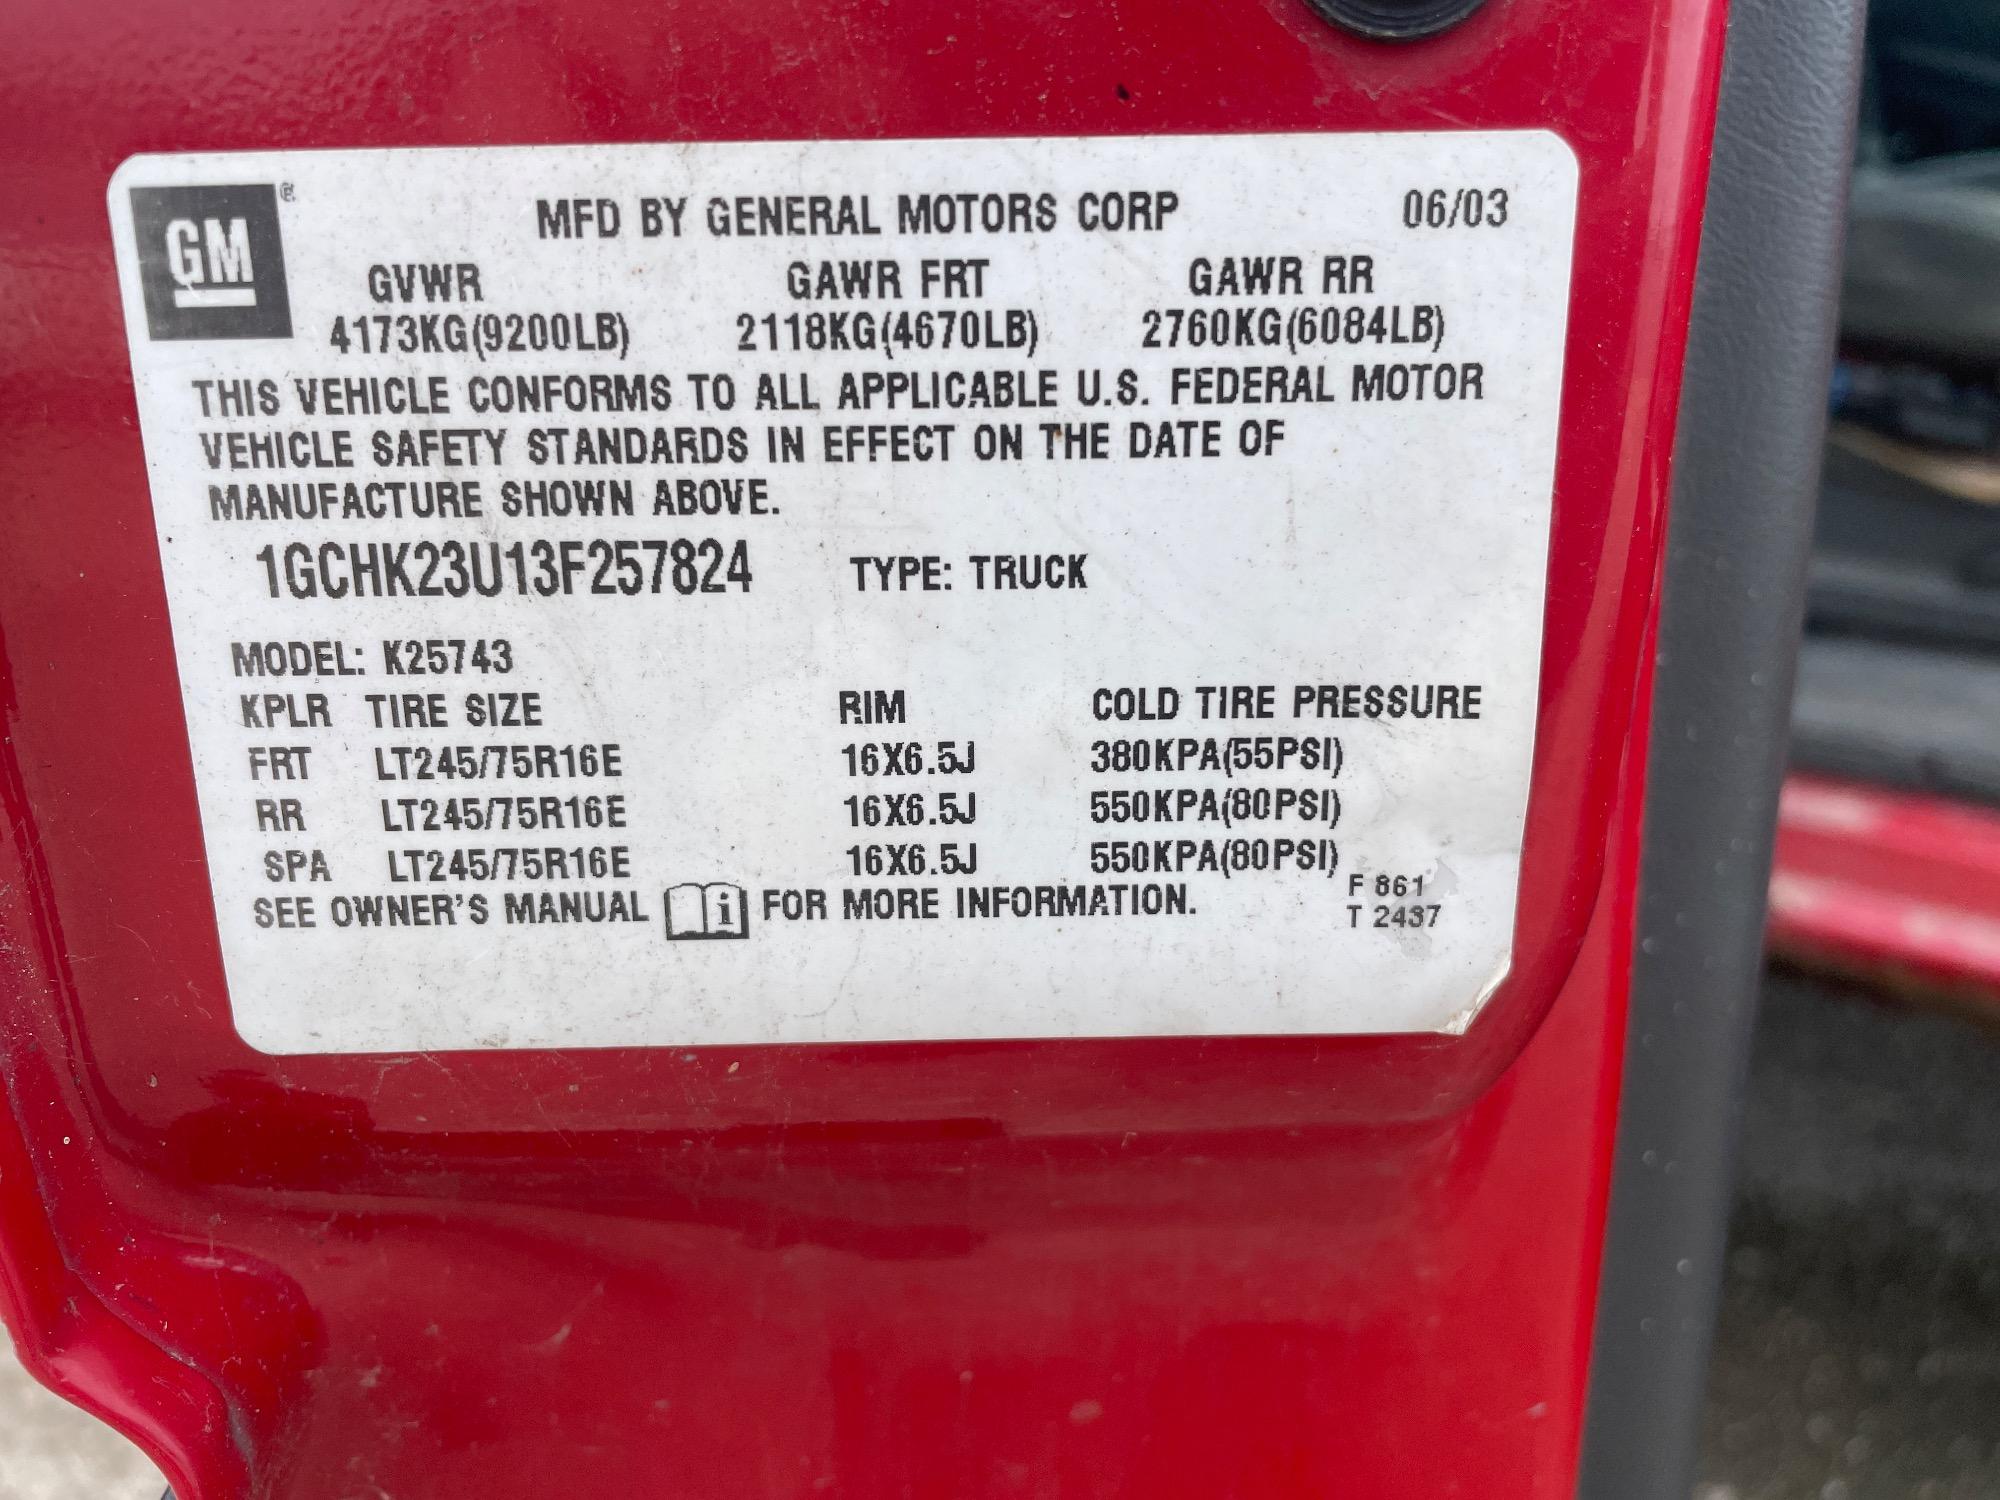 GM ®
MFD BY GENERAL MOTORS CORP 06/03
GVWR GAWR FRT GAWR RR
4173KG(9200LB) 2118KG(4670LB) 2760KG(6084LB)
THIS VEHICLE CONFORMS TO ALL APPLICABLE U.S. FEDERAL MOTOR
VEHICLE SAFETY STANDARDS IN EFFECT ON THE DATE OF
MANUFACTURE SHOWN ABOVE.
1GCHK23U13F257824 TYPE: TRUCK
MODEL: K25743
KPLR TIRE SIZE RIM COLD TIRE PRESSURE
FRT LT245/75R16E 16X6.5J 380KPA(55PSI)
RR LT245/75R16E 16X6.5J 550KPA(80PSI)
SPA LT245/75R16E 16X6.5J 550KPA(80PSI)
SEE OWNER'S MANUAL i FOR MORE INFORMATION.
F 861
T 2437